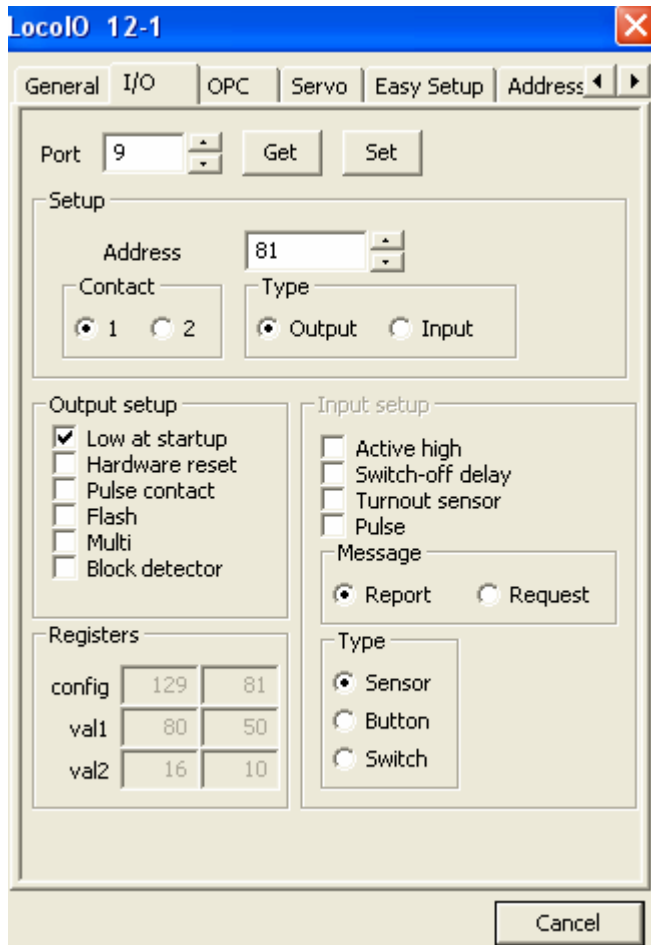 LocoIO 12-1
General I/O OPC Servo Easy Setup Address
Port 9 Get Set
Setup
Address 81
Contact
1 2
Type
Output Input
Output setup
Low at startup
Hardware reset
Pulse contact
Flash
Multi
Block detector
Input setup
Active high
Switch-off delay
Turnout sensor
Pulse
Message
Report Request
Registers
config 129 81
val1 80 50
val2 16 10
Type
Sensor
Button
Switch
Cancel